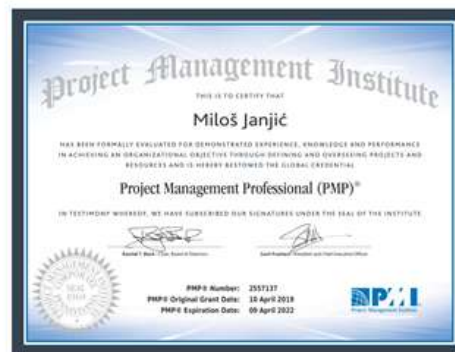 Project Management Institute
THIS IS TO CERTIFY THAT
Miloš Janjić
HAS BEEN FORMALLY EVALUATED FOR DEMONSTRATED EXPERIENCE, KNOWLEDGE AND PERFORMANCE
IN ACHIEVING AN ORGANIZATIONAL OBJECTIVE THROUGH DEFINING AND OVERSEEING PROJECTS AND
RESOURCES AND IS HEREBY BESTOWED THE GLOBAL CREDENTIAL
Project Management Professional (PMP)®
IN TESTIMONY WHEREOF, WE HAVE SUBSCRIBED OUR SIGNATURES UNDER THE SEAL OF THE INSTITUTE
PMP® Number: 2557137
PMP® Original Grant Date: 10 April 2019
PMP® Expiration Date: 09 April 2022
PMI
Project Management Institute